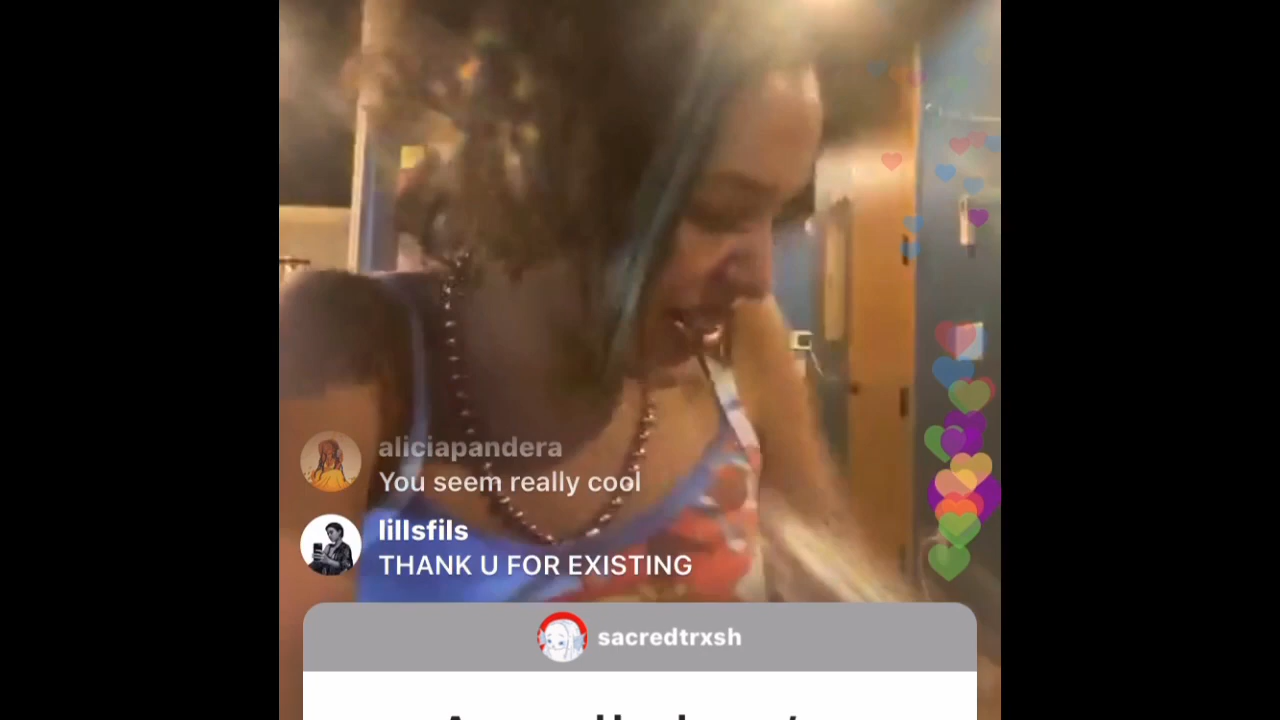 aliciapandera
You seem really cool
lillsfils
THANK U FOR EXISTING
sacredtrxsh